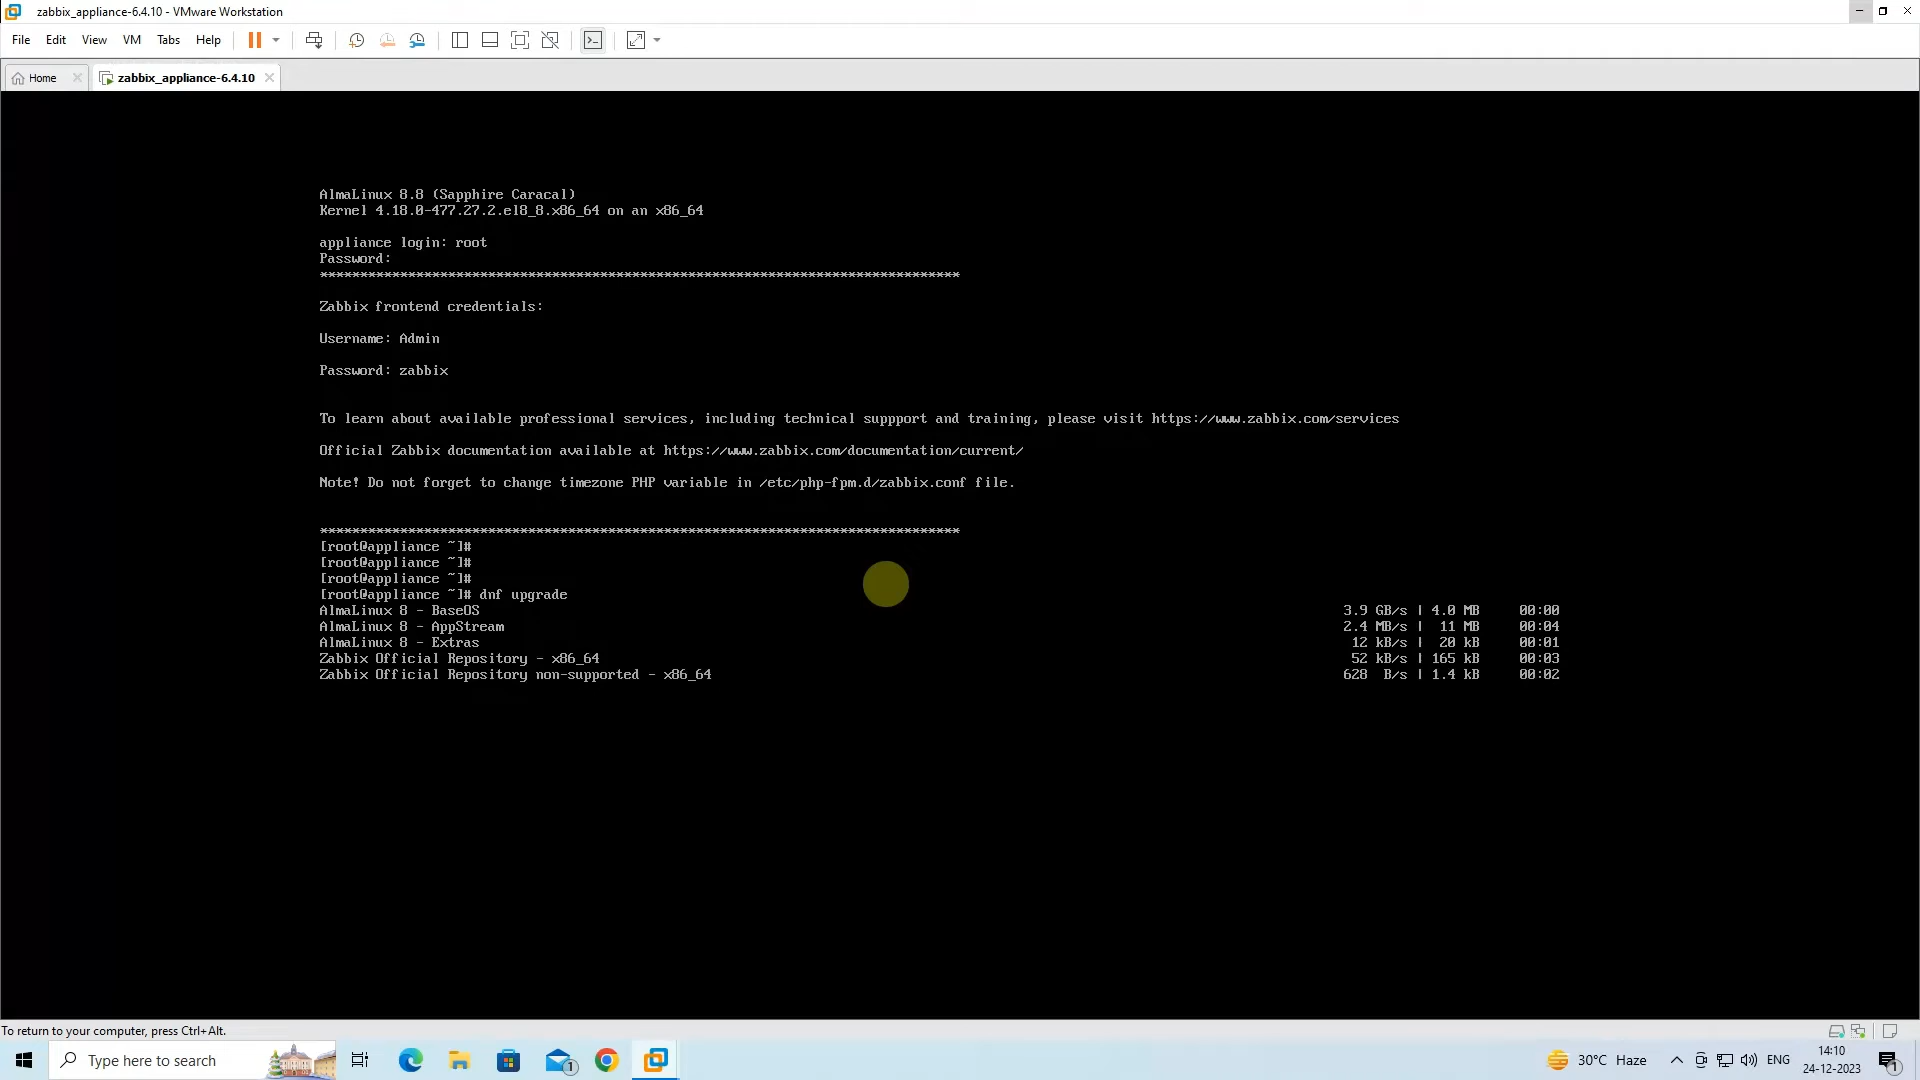 zabbix_appliance-6.4.10 - VMware Workstation
File Edit View VM Tabs Help
Home zabbix_appliance-6.4.10
AlmaLinux 8.8 (Sapphire Caracal)
Kernel 4.18.0-477.27.2.el8_8.x86_64 on an x86_64
appliance login: root
Password:
********************************************************************************
Zabbix frontend credentials:
Username: Admin
Password: zabbix
To learn about available professional services, including technical suppport and training, please visit https://www.zabbix.com/services
Official Zabbix documentation available at https://www.zabbix.com/documentation/current/
Note! Do not forget to change timezone PHP variable in /etc/php-fpm.d/zabbix.conf file.
********************************************************************************
[root@appliance ~]#
[root@appliance ~]#
[root@appliance ~]#
[root@appliance ~]# dnf upgrade
AlmaLinux 8 - BaseOS 3.9 GB/s | 4.0 MB 00:00
AlmaLinux 8 - AppStream 2.4 MB/s | 11 MB 00:04
AlmaLinux 8 - Extras 12 kB/s | 20 kB 00:01
Zabbix Official Repository - x86_64 52 kB/s | 165 kB 00:03
Zabbix Official Repository non-supported - x86_64 628 B/s | 1.4 kB 00:02
To return to your computer, press Ctrl+Alt.
Type here to search
1
30°C Haze
ENG
14:10
24-12-2023
1